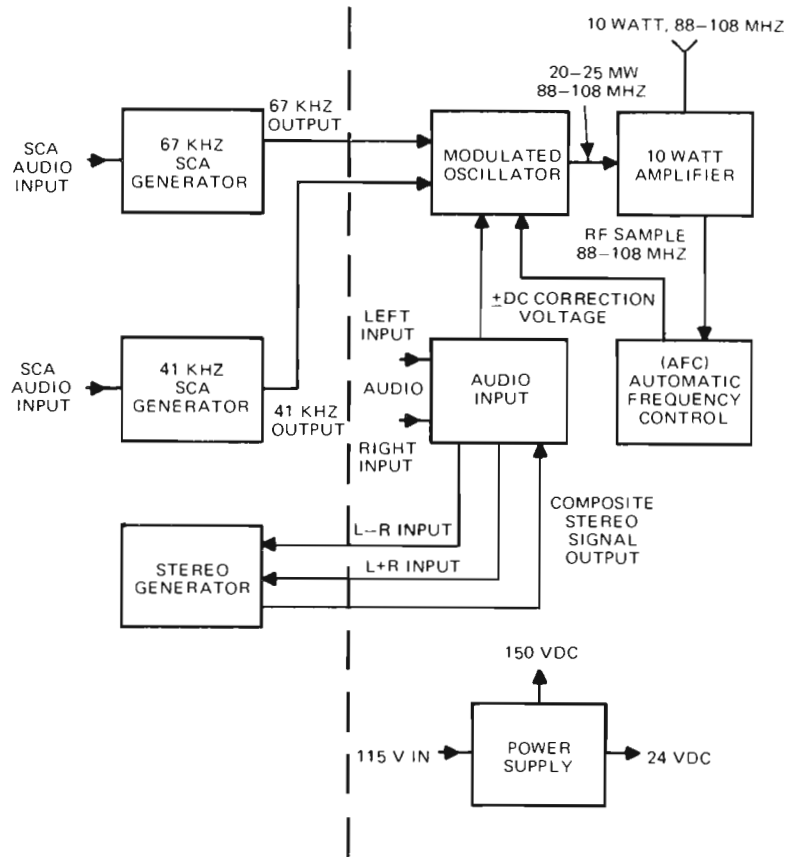 10 WATT, 88–108 MHZ
20–25 MW
88–108 MHZ
67 KHZ
OUTPUT
SCA
AUDIO
INPUT
67 KHZ
SCA
GENERATOR
MODULATED
OSCILLATOR
10 WATT
AMPLIFIER
RF SAMPLE
88–108 MHZ
±DC CORRECTION
VOLTAGE
LEFT
INPUT
SCA
AUDIO
INPUT
41 KHZ
SCA
GENERATOR
41 KHZ
OUTPUT
AUDIO
RIGHT
INPUT
AUDIO
INPUT
(AFC)
AUTOMATIC
FREQUENCY
CONTROL
COMPOSITE
STEREO
SIGNAL
OUTPUT
L–R INPUT
L+R INPUT
STEREO
GENERATOR
150 VDC
115 V IN
POWER
SUPPLY
24 VDC